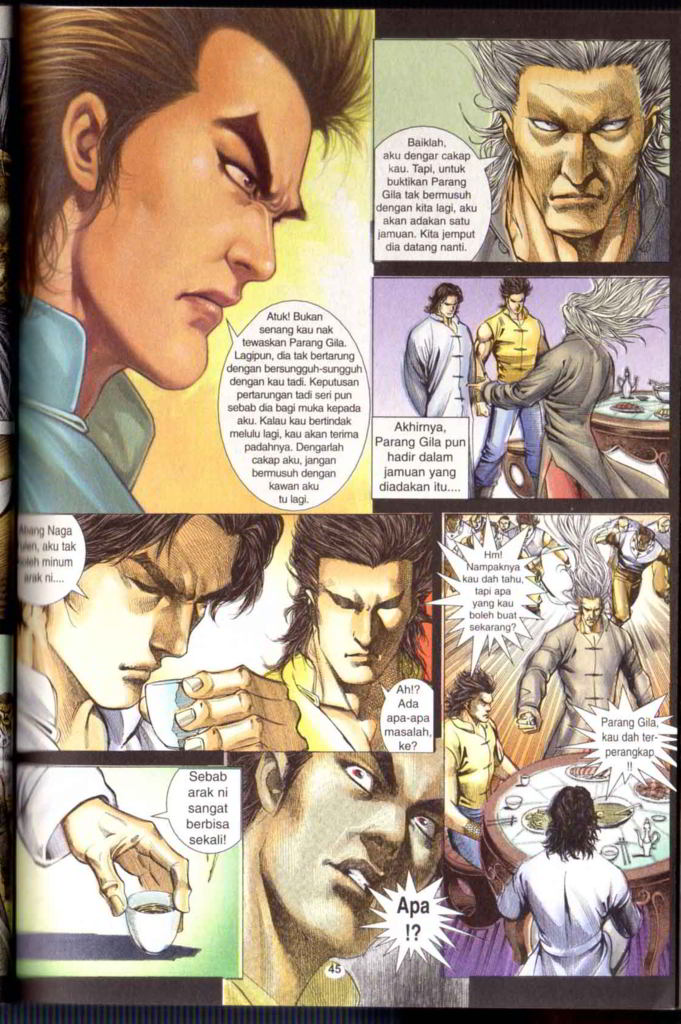 Atuk! Bukan
senang kau nak
tewaskan Parang Gila.
Lagipun, dia tak bertarung
dengan bersungguh-sungguh
dengan kau tadi. Keputusan
pertarungan tadi seri pun
sebab dia bagi muka kepada
kau. Kalau kau bertindak
melulu lagi, kau akan terima
padahnya. Dengarlah
cakap aku, jangan
bermusuh dengan
kawan aku
tu lagi.
Baiklah,
aku dengar cakap
kau. Tapi, untuk
buktikan Parang
Gila tak bermusuh
dengan kita lagi, aku
akan adakan satu
jamuan. Kita jemput
dia datang nanti.
Akhirnya,
Parang Gila pun
hadir dalam
jamuan yang
diadakan itu....
Naga
aku tak
minum
arak ni....
Ah!?
Ada
apa-apa
masalah,
ke?
Sebab
arak ni
sangat
berbisa
sekali!
Apa
!?
Hm!
Nampaknya
kau dah tahu,
tapi apa
yang kau
boleh buat
sekarang?
Parang Gila,
kau dah ter-
perangkap
!!
45